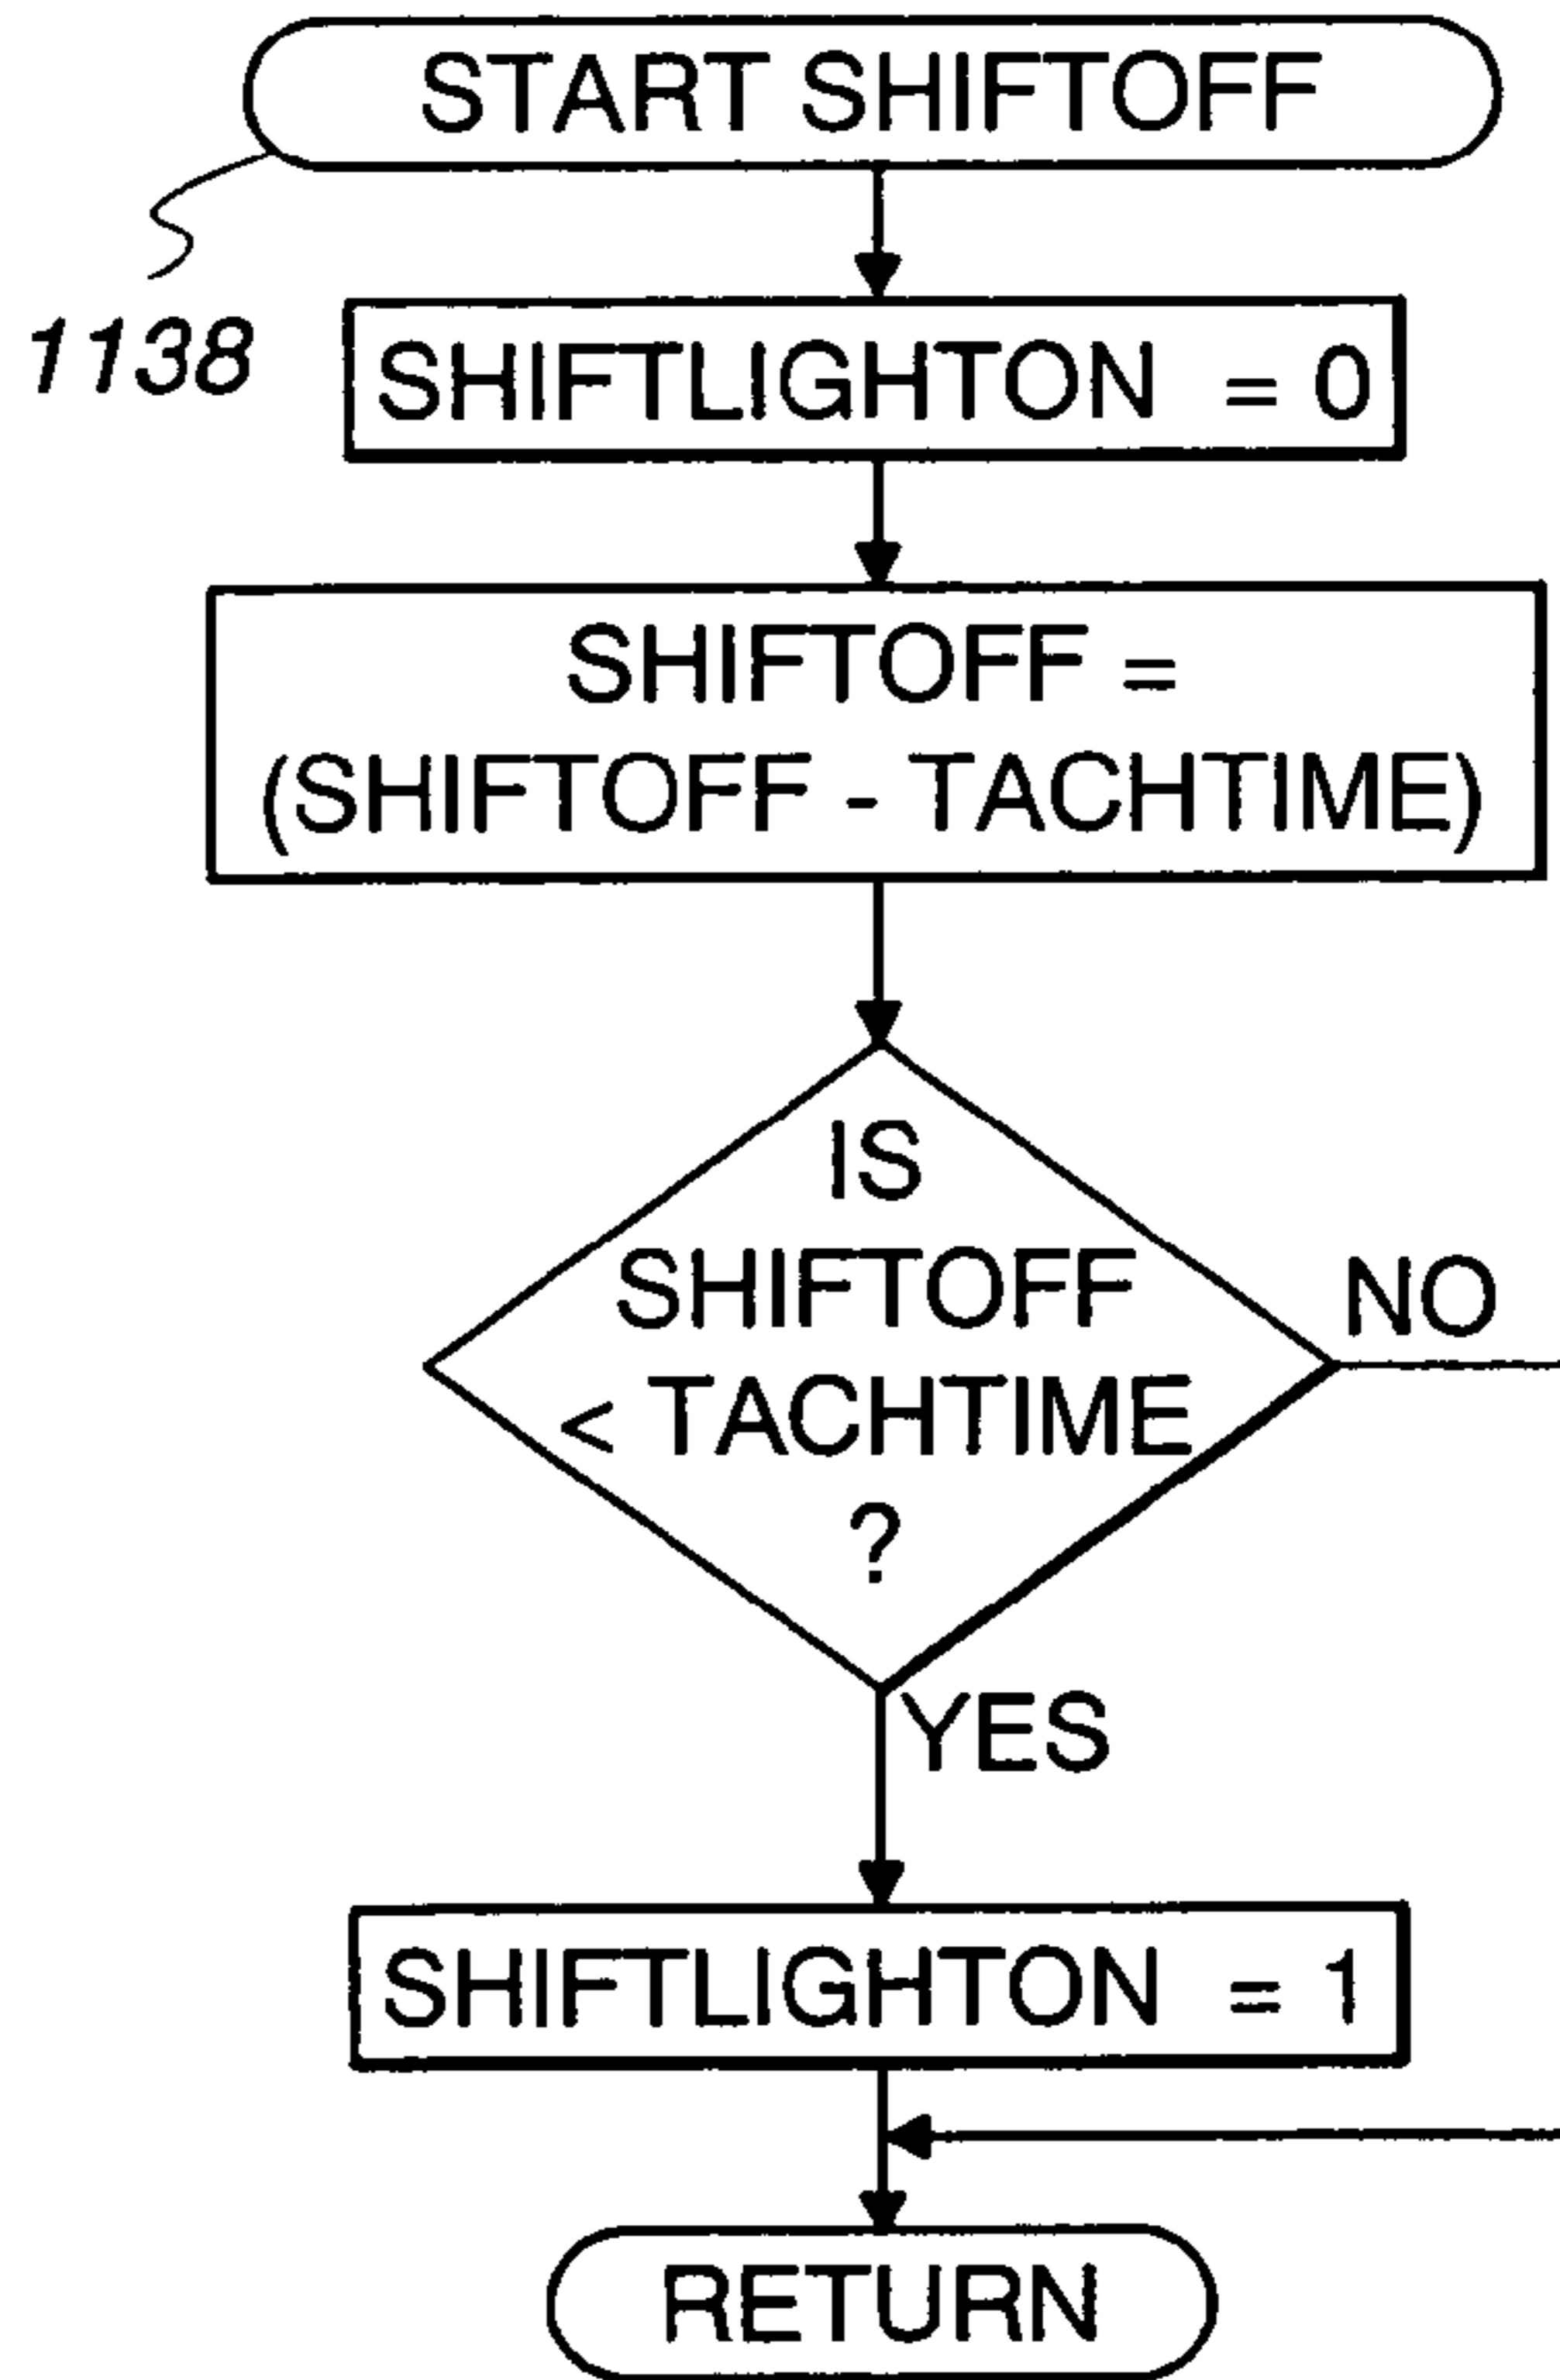 START SHIFTOFF
1138
SHIFTLIGHTON = 0
SHIFTOFF =
(SHIFTOFF - TACHTIME)
IS
SHIFTOFF
< TACHTIME
?
NO
YES
SHIFTLIGHTON = 1
RETURN